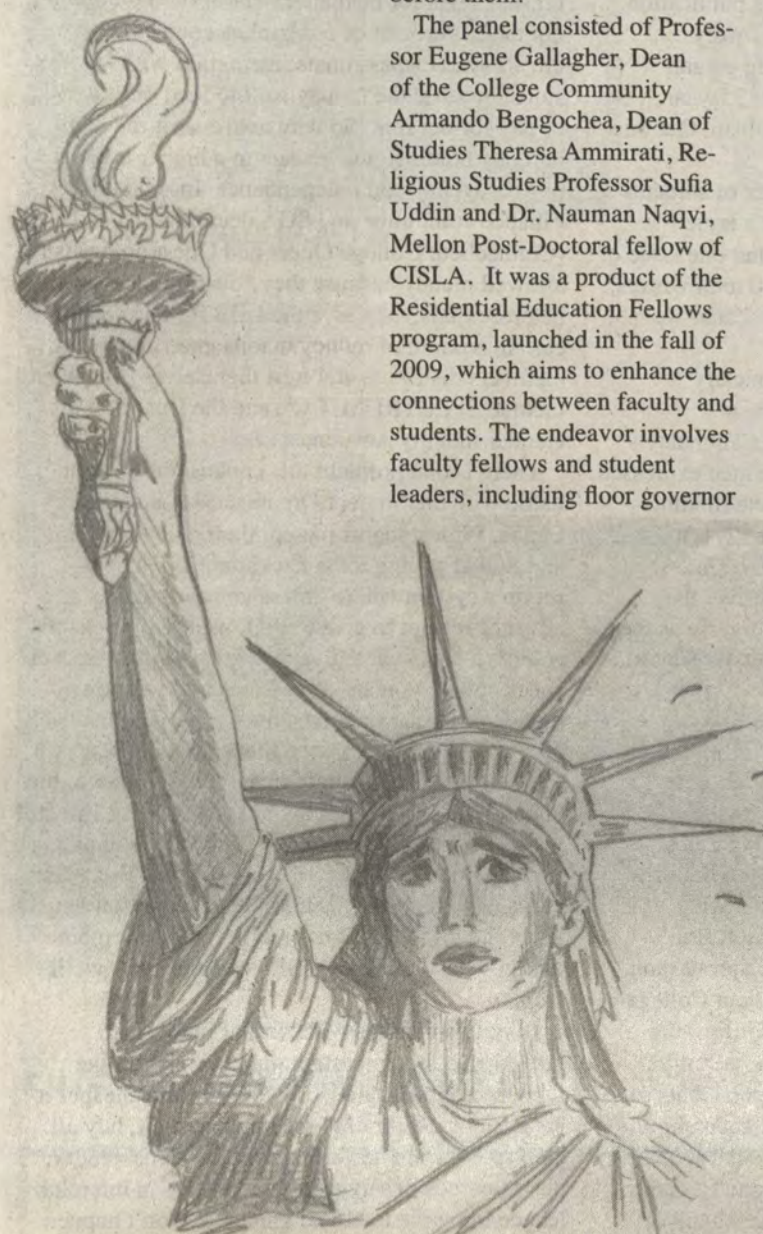 The panel consisted of Profes-
sor Eugene Gallagher, Dean
of the College Community
Armando Bengochea, Dean of
Studies Theresa Ammirati, Re-
ligious Studies Professor Sufia
Uddin and Dr. Nauman Naqvi,
Mellon Post-Doctoral fellow of
CISLA. It was a product of the
Residential Education Fellows
program, launched in the fall of
2009, which aims to enhance the
connections between faculty and
students. The endeavor involves
faculty fellows and student
leaders, including floor governor